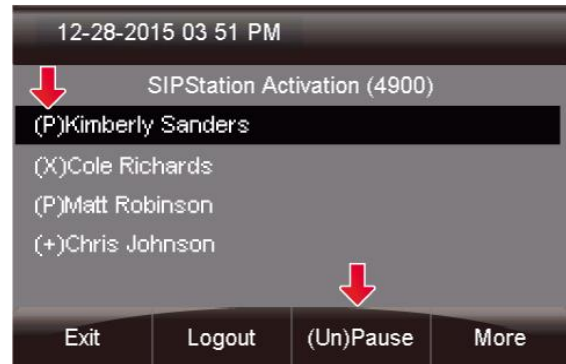 12-28-2015 03 51 PM
SIPStation Activation (4900)
(P)Kimberly Sanders
(X)Cole Richards
(P)Matt Robinson
(+)Chris Johnson
Exit Logout (Un)Pause More